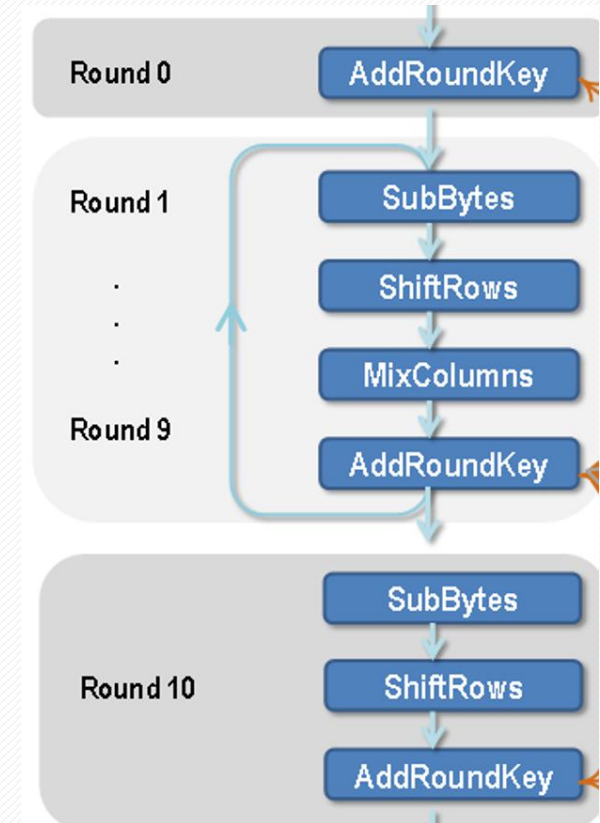 Round 0
AddRoundKey
Round 1
SubBytes
ShiftRows
.
.
.
MixColumns
Round 9
AddRoundKey
SubBytes
Round 10
ShiftRows
AddRoundKey